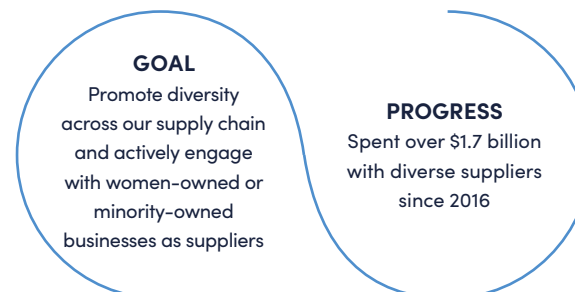 GOAL
Promote diversity
across our supply chain
and actively engage
with women-owned or
minority-owned
businesses as suppliers
PROGRESS
Spent over $1.7 billion
with diverse suppliers
since 2016